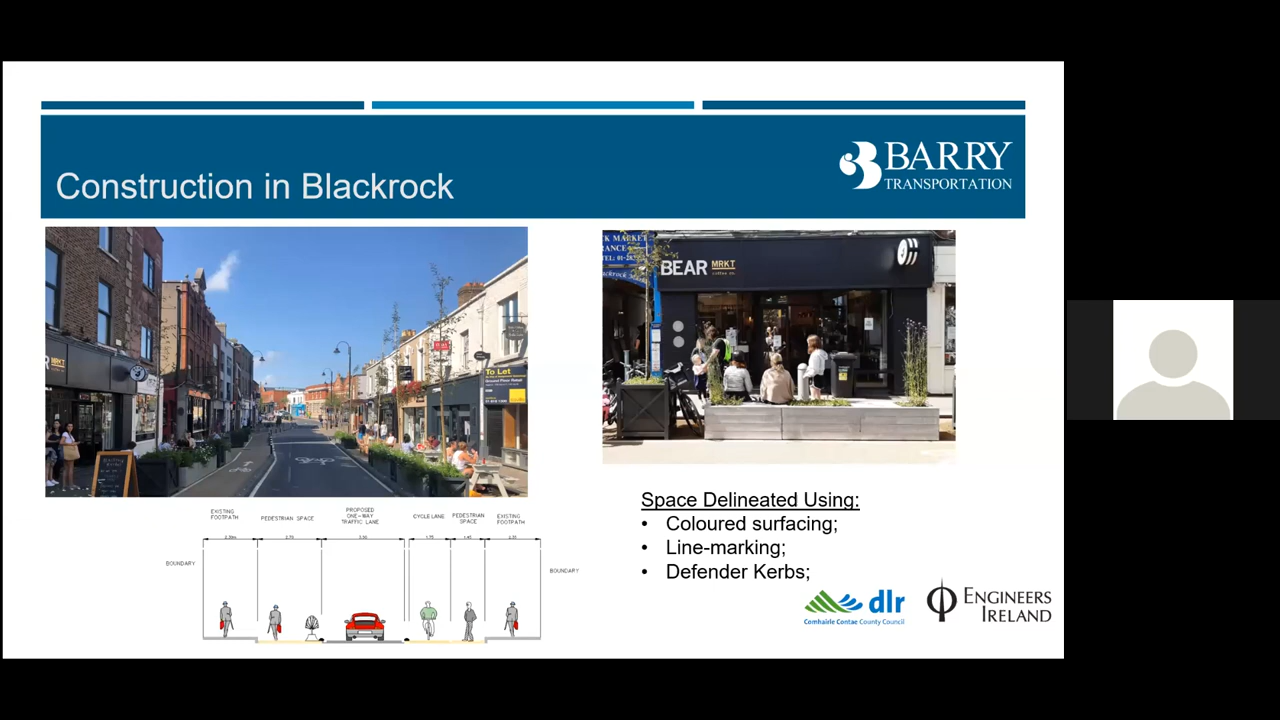 Construction in Blackrock
BARRY
TRANSPORTATION
BEAR MRKT
To Let
BEAR MRKT
Space Delineated Using:
• Coloured surfacing;
• Line-marking;
• Defender Kerbs;
EXISTING
FOOTPATH
PEDESTRIAN SPACE
PROPOSED
ONE-WAY
TRAFFIC LANE
CYCLE LANE
PEDESTRIAN
SPACE
EXISTING
FOOTPATH
BOUNDARY
BOUNDARY
dlr
Comhairle Contae County Council
ENGINEERS
IRELAND